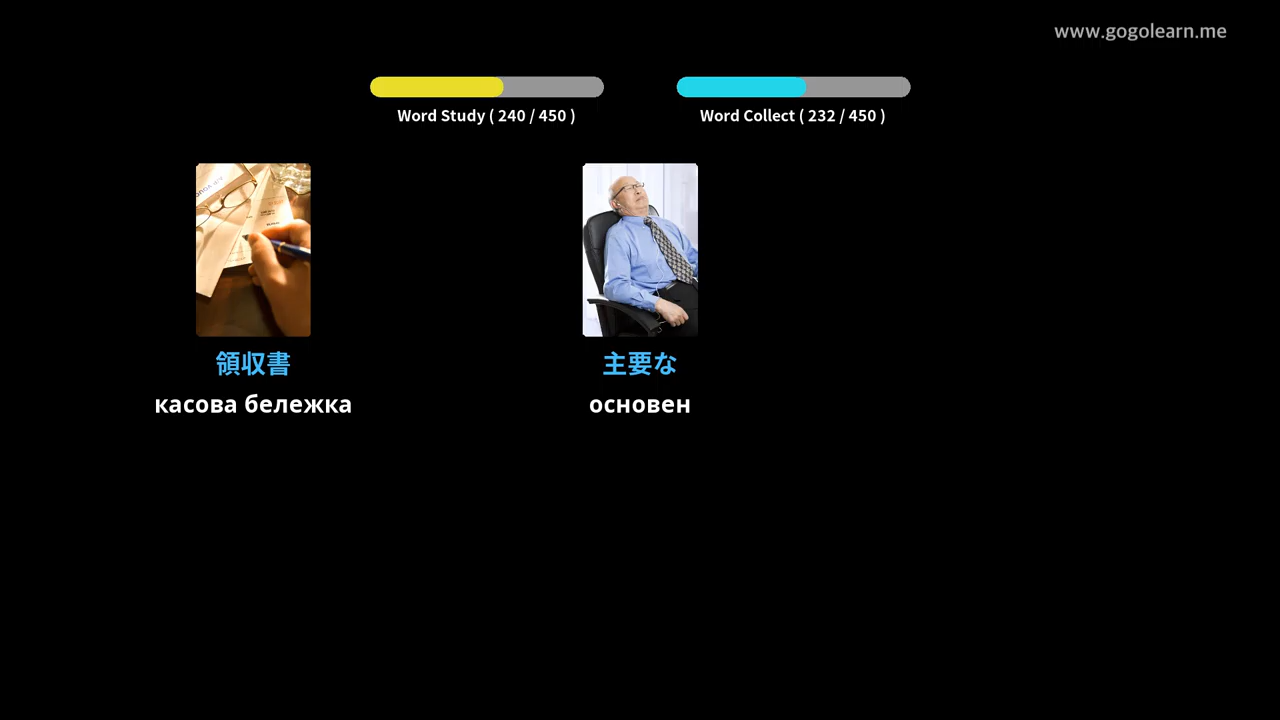 www.gogolearn.me
Word Study ( 240 / 450 )
Word Collect ( 232 / 450 )
領収書
касова бележка
主要な
основен